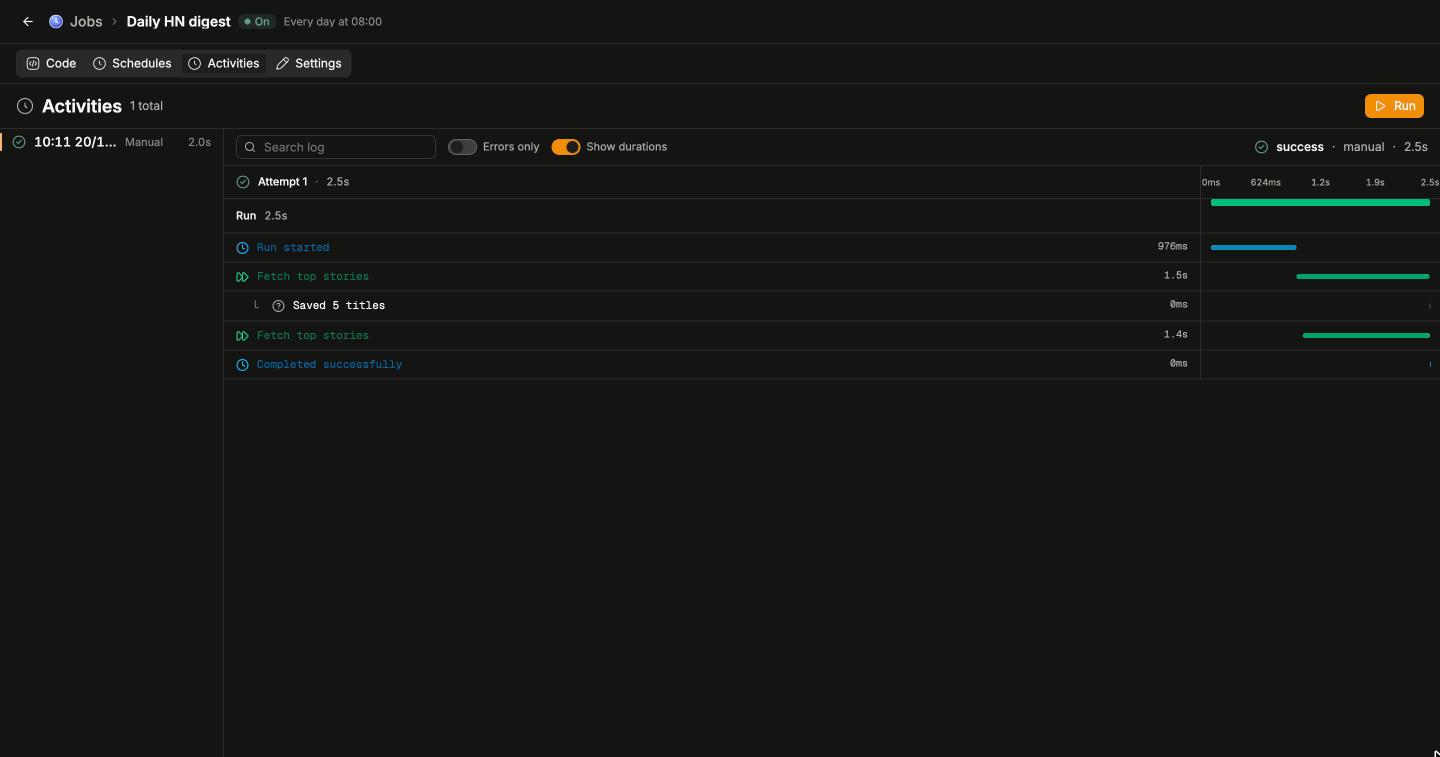 Jobs › Daily HN digest On Every day at 08:00
Code Schedules Activities Settings
Activities 1 total Run
10:11 20/1... Manual 2.0s
Search log Errors only Show durations success · manual · 2.5s
Attempt 1 · 2.5s 0ms 624ms 1.2s 1.9s 2.5s
Run 2.5s
Run started 976ms
Fetch top stories 1.5s
Saved 5 titles 0ms
Fetch top stories 1.4s
Completed successfully 0ms